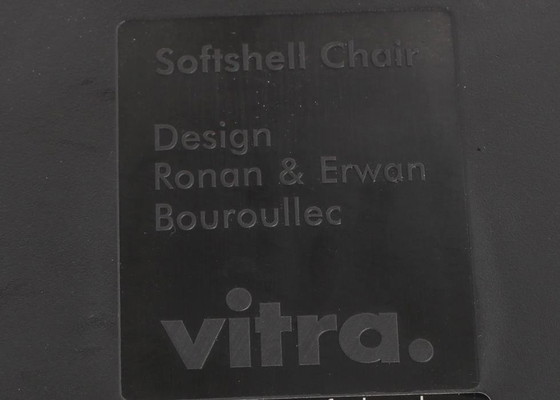 Softshell Chair
Design
Ronan & Erwan
Bouroullec
vitra.